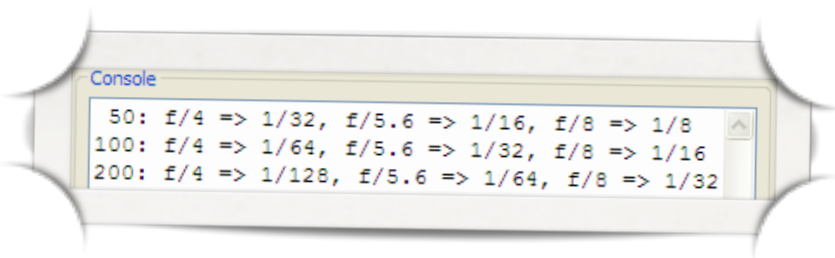 Console
50: f/4 => 1/32, f/5.6 => 1/16, f/8 => 1/8
100: f/4 => 1/64, f/5.6 => 1/32, f/8 => 1/16
200: f/4 => 1/128, f/5.6 => 1/64, f/8 => 1/32